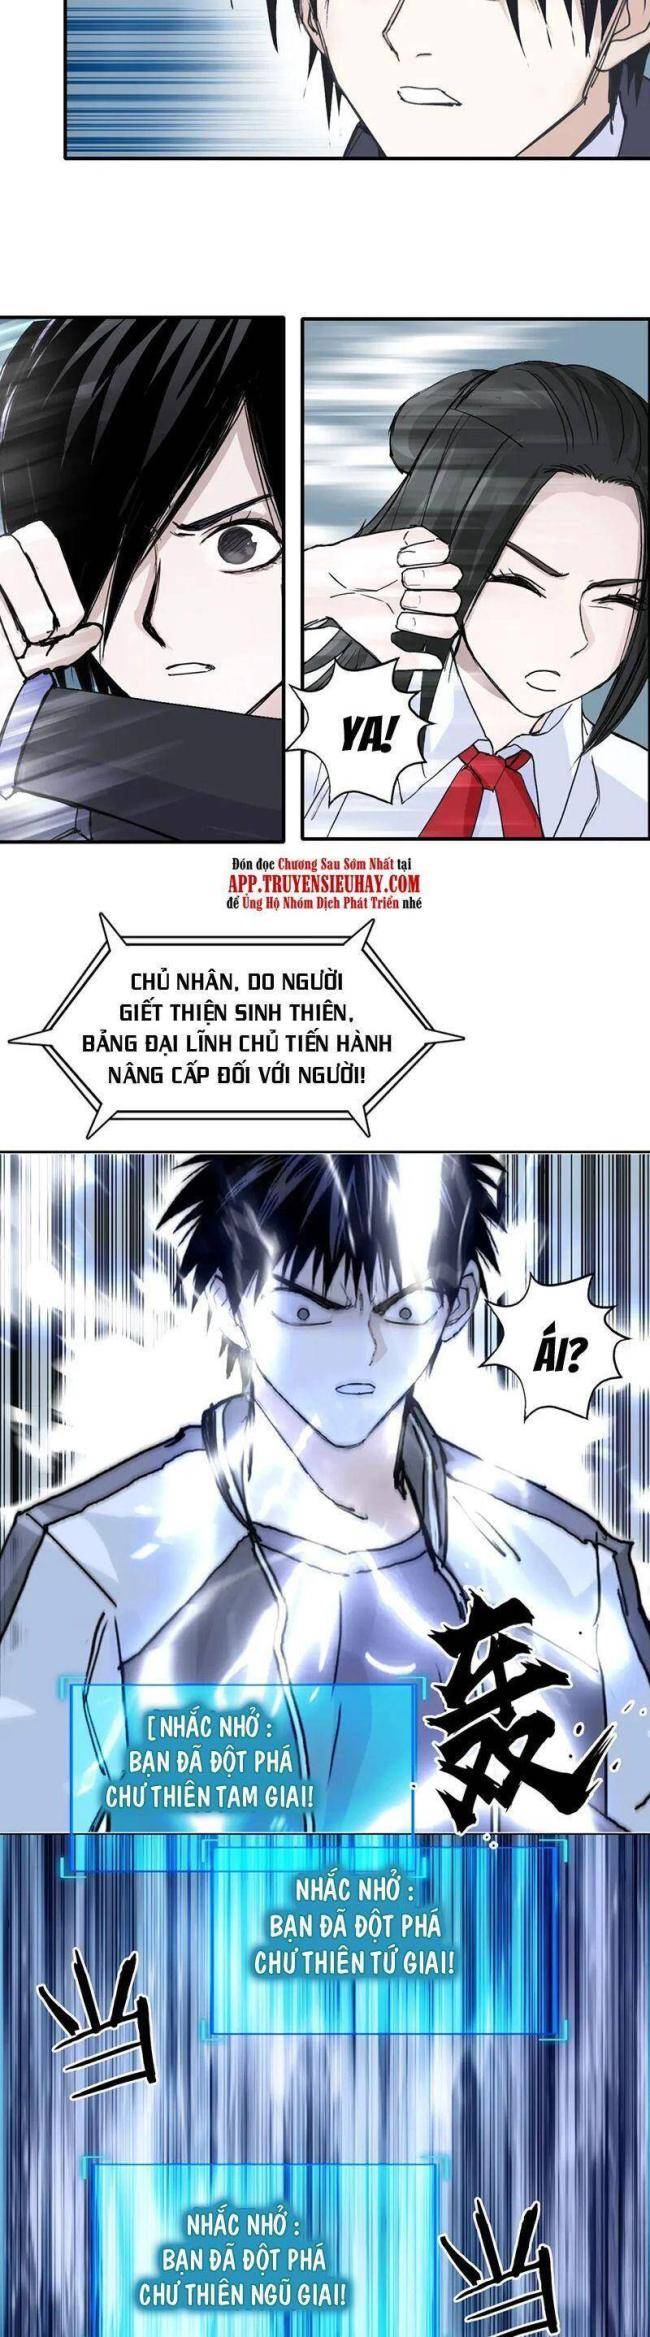 YA!
Đón đọc Chương Sau Sớm Nhất tại
APP.TRUYENSIEUHAY.COM
để Ủng Hộ Nhóm Dịch Phát Triển nhé
CHỦ NHÂN, DO NGƯỜI
GIẾT THIỆN SINH THIÊN,
BẢNG ĐẠI LĨNH CHỦ TIẾN HÀNH
NÂNG CẤP ĐỐI VỚI NGƯỜI!
ÁI?
轰
[NHẮC NHỞ :
BẠN ĐÃ ĐỘT PHÁ
CHƯ THIÊN TAM GIAI!
NHẮC NHỞ :
BẠN ĐÃ ĐỘT PHÁ
CHƯ THIÊN TỨ GIAI!
当
NHẮC NHỞ :
BẠN ĐÃ ĐỘT PHÁ
CHƯ THIÊN NGŨ GIAI!
当